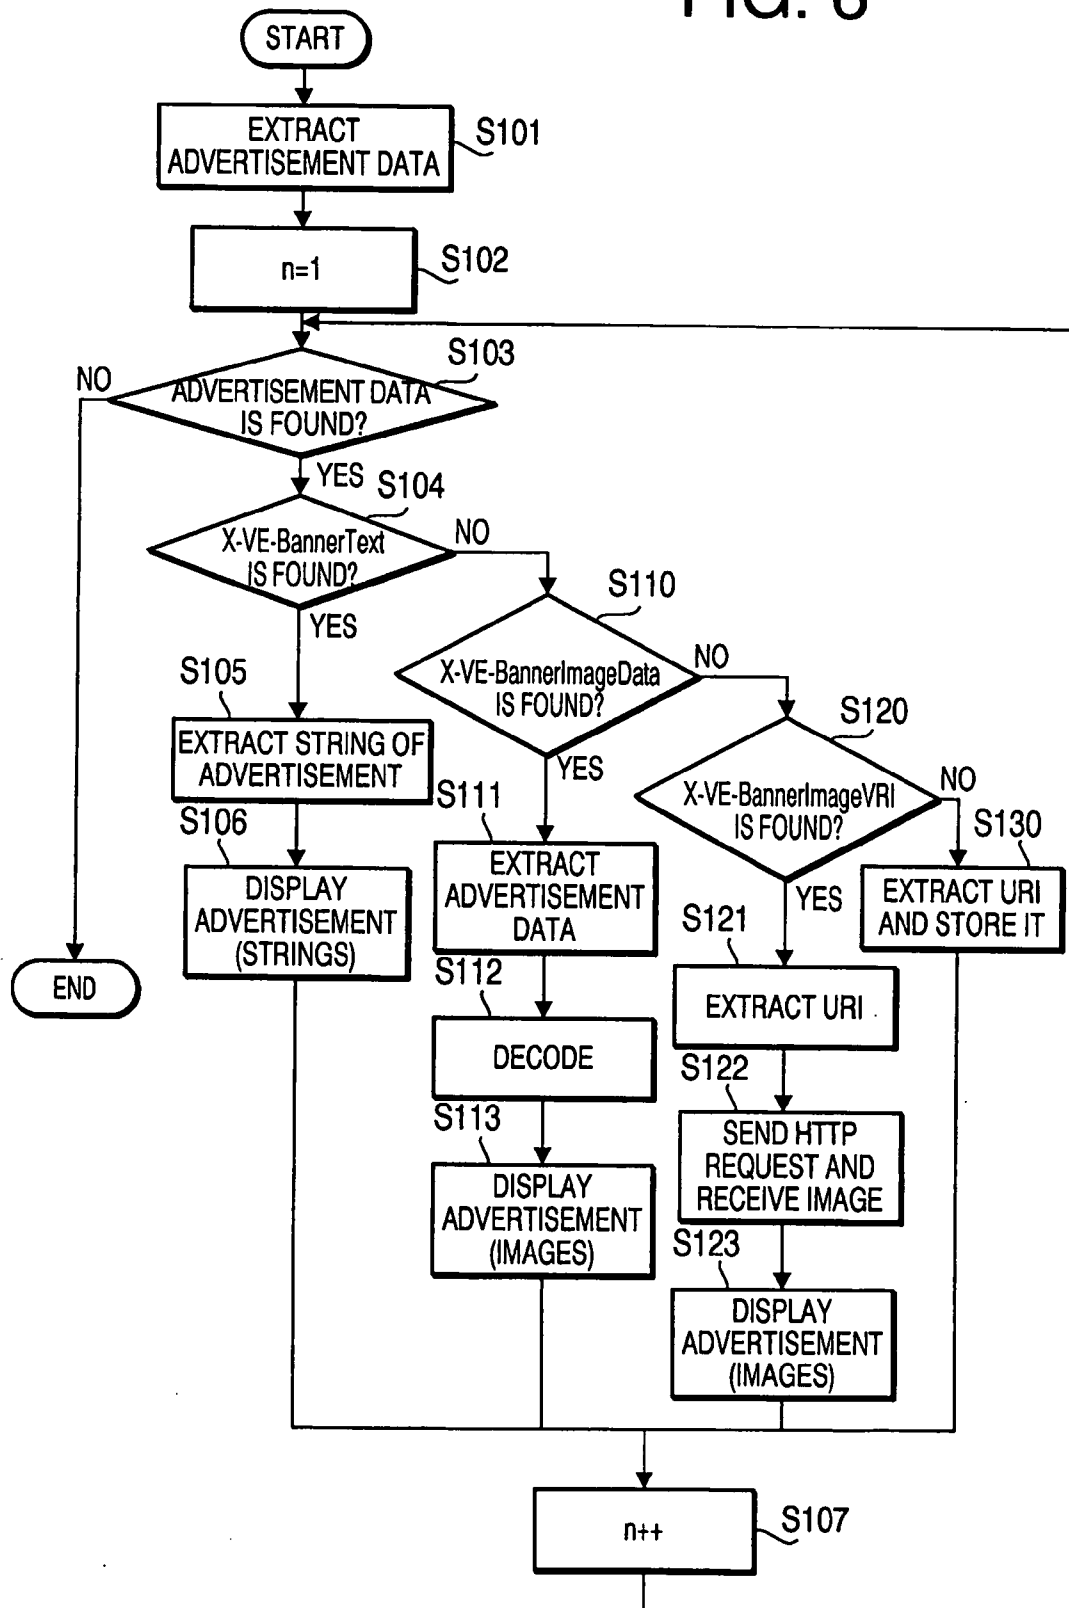 START
EXTRACT
ADVERTISEMENT DATA
S101
n=1
S102
S103
NO
ADVERTISEMENT DATA
IS FOUND?
YES
S104
X-VE-BannerText
IS FOUND?
NO
YES
S110
X-VE-BannerImageData
IS FOUND?
NO
YES
S105
EXTRACT STRING OF
ADVERTISEMENT
S106
DISPLAY
ADVERTISEMENT
(STRINGS)
END
S111
EXTRACT
ADVERTISEMENT
DATA
S112
DECODE
S113
DISPLAY
ADVERTISEMENT
(IMAGES)
S120
X-VE-BannerImageVRI
IS FOUND?
NO
YES
S130
EXTRACT URI
AND STORE IT
S121
EXTRACT URI
S122
SEND HTTP
REQUEST AND
RECEIVE IMAGE
S123
DISPLAY
ADVERTISEMENT
(IMAGES)
n++
S107